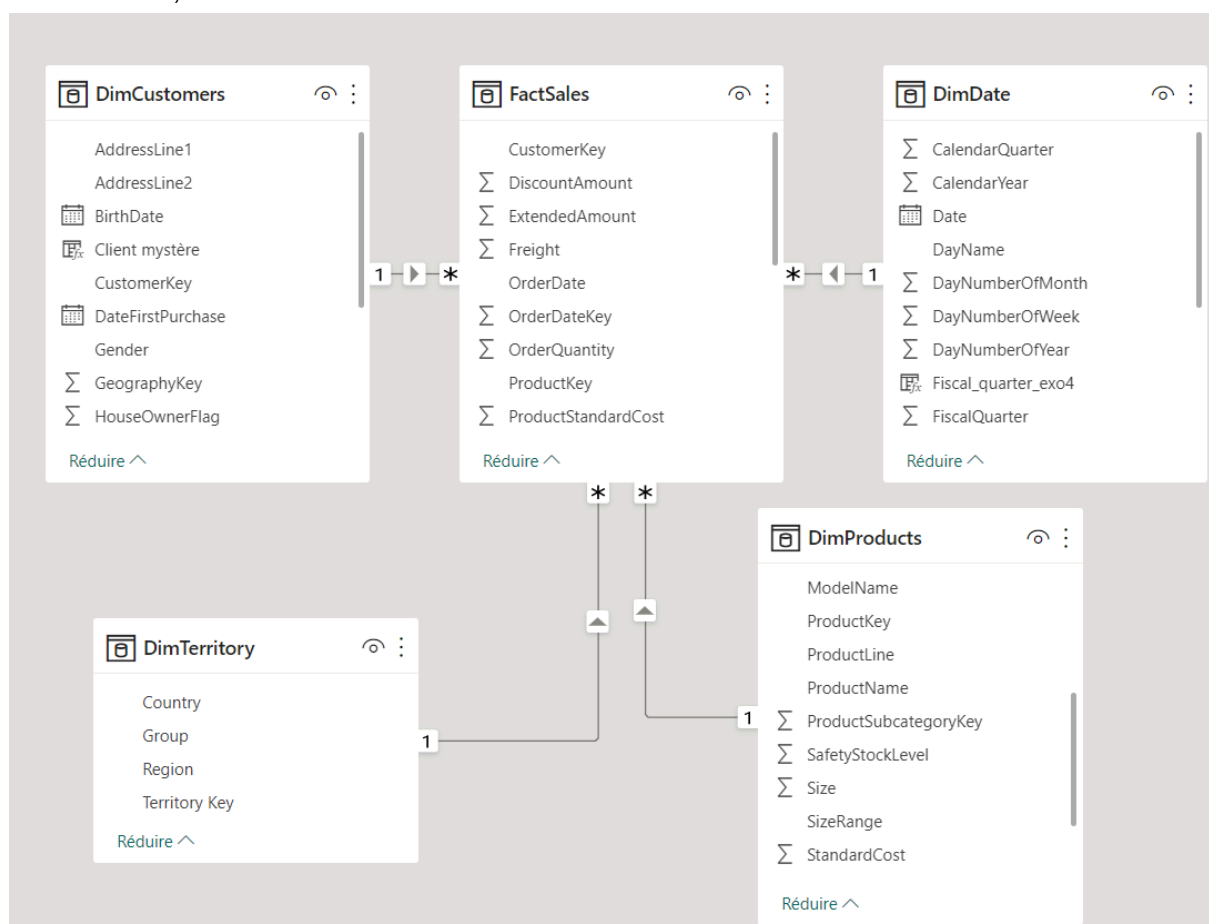 DimCustomers
AddressLine1
AddressLine2
BirthDate
Client mystère
CustomerKey
DateFirstPurchase
Gender
GeographyKey
HouseOwnerFlag
Réduire
1
*
FactSales
CustomerKey
DiscountAmount
ExtendedAmount
Freight
OrderDate
OrderDateKey
OrderQuantity
ProductKey
ProductStandardCost
Réduire
*
1
DimDate
CalendarQuarter
CalendarYear
Date
DayName
DayNumberOfMonth
DayNumberOfWeek
DayNumberOfYear
Fiscal_quarter_exo4
FiscalQuarter
Réduire
*
*
DimTerritory
Country
Group
Region
Territory Key
Réduire
1
1
DimProducts
ModelName
ProductKey
ProductLine
ProductName
ProductSubcategoryKey
SafetyStockLevel
Size
SizeRange
StandardCost
Réduire